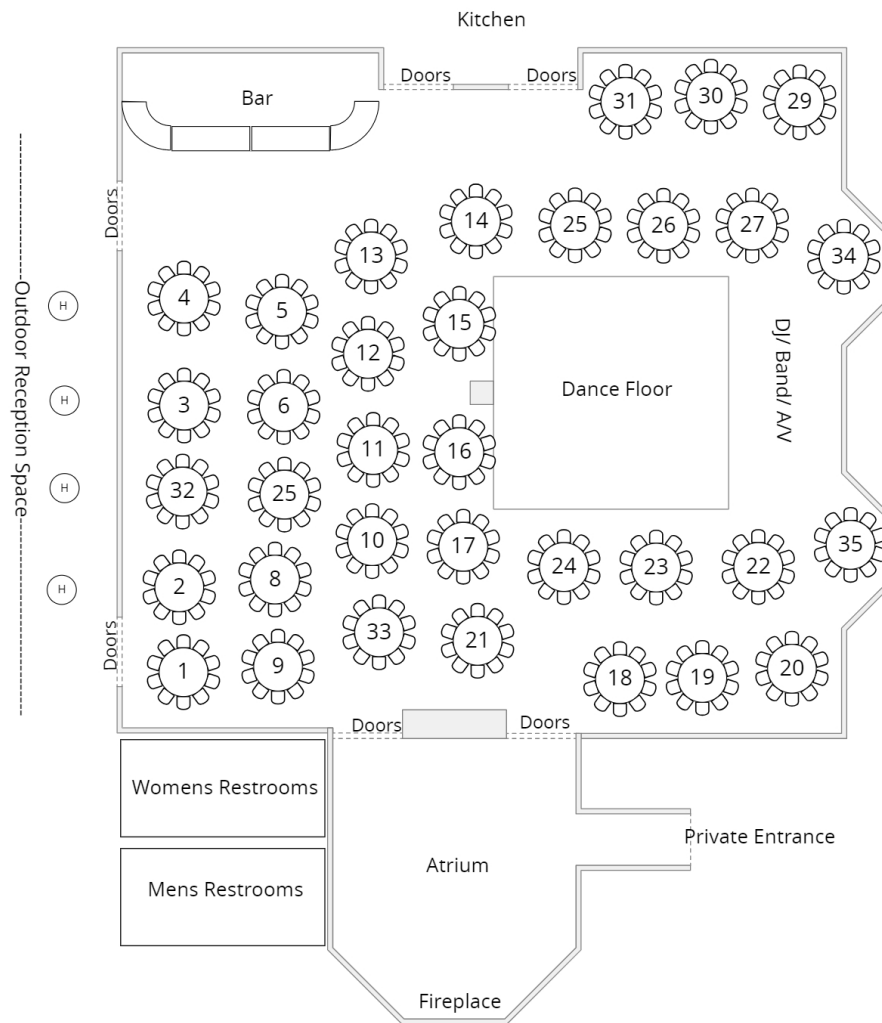 Kitchen
Doors
Doors
Bar
31
30
29
Doors
14
25
26
27
13
34
4
5
15
12
H
Outdoor Reception Space
DJ/ Band/ A/V
Dance Floor
3
6
H
11
16
32
25
H
10
17
35
2
8
24
23
22
H
33
21
Doors
1
9
18
19
20
Doors
Doors
Womens Restrooms
Private Entrance
Atrium
Mens Restrooms
Fireplace